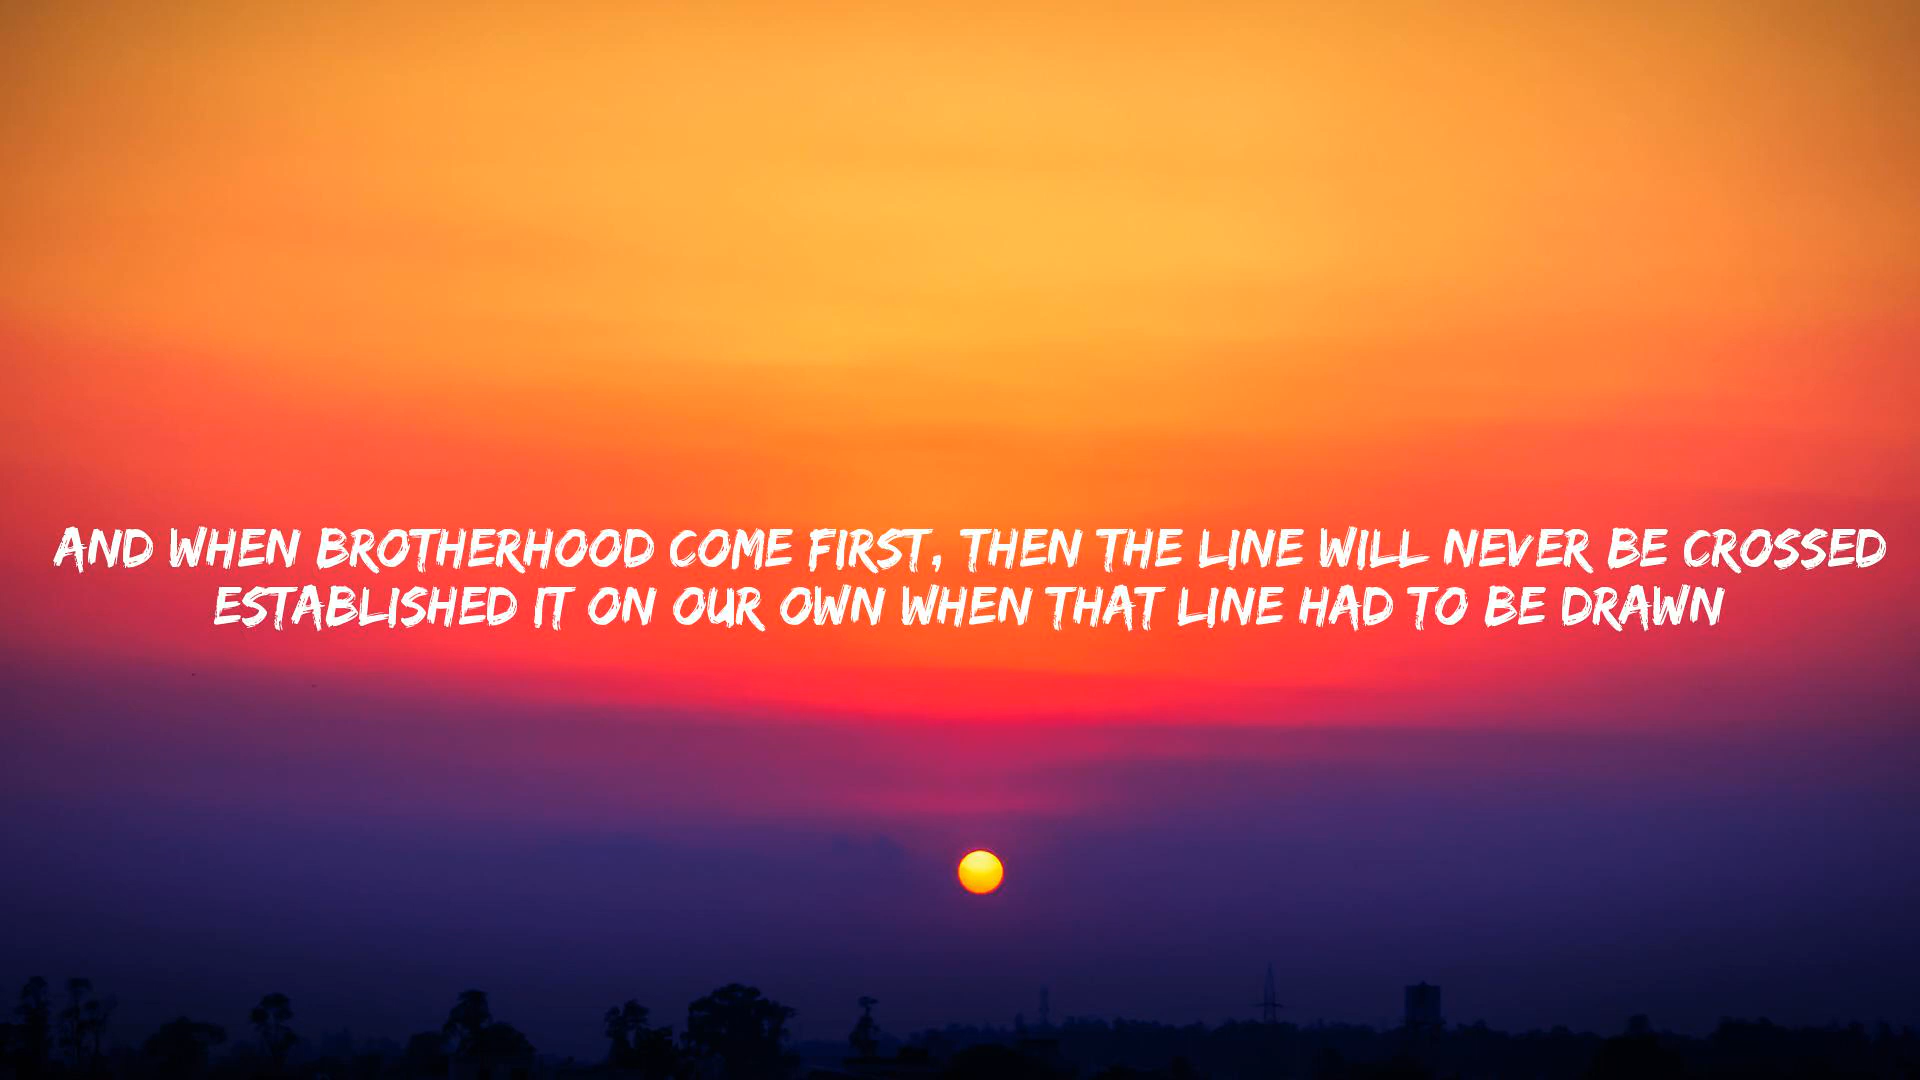 AND WHEN BROTHERHOOD COME FIRST, THEN THE LINE WILL NEVER BE CROSSED
ESTABLISHED IT ON OUR OWN WHEN THAT LINE HAD TO BE DRAWN